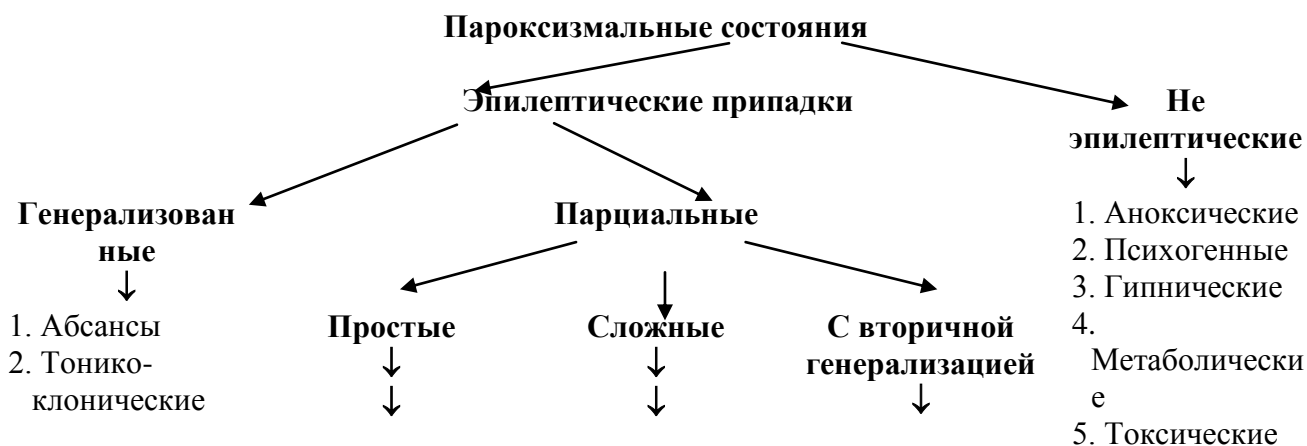 Пароксизмальные состояния
Эпилептические припадки
Не
эпилептические
Генерализован
ные
Парциальные
1. Аноксические
2. Психогенные
3. Гипнические
4.
Метаболически
е
5. Токсические
1. Абсансы
2. Тонико-
клонические
Простые
Сложные
С вторичной
генерализацией